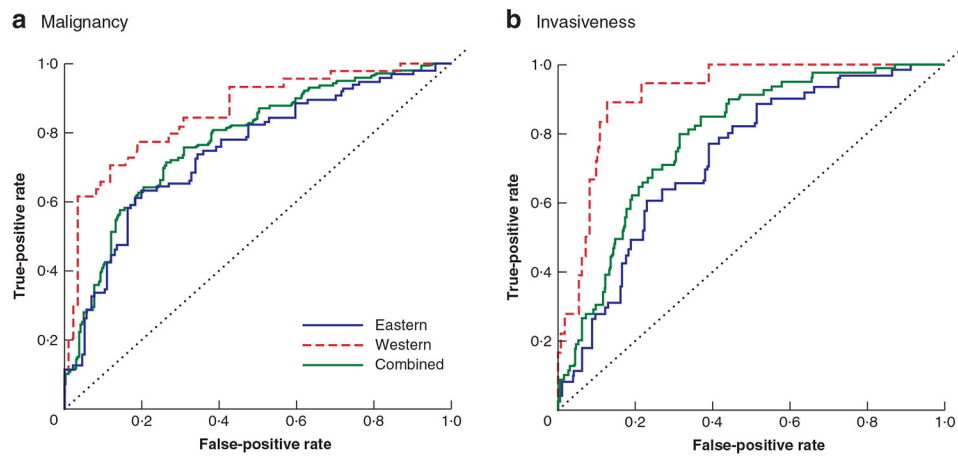 a Malignancy
1·0
0·8
0·6
0·4
0·2
0
0·2
0·4
0·6
0·8
1·0
True-positive rate
False-positive rate
Eastern
Western
Combined
b Invasiveness
1·0
0·8
0·6
0·4
0·2
0
0·2
0·4
0·6
0·8
1·0
True-positive rate
False-positive rate